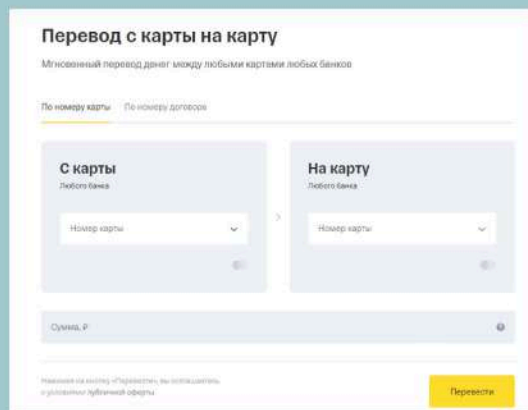 Перевод с карты на карту
Мгновенный перевод денег между любыми картами любых банков
По номеру карты По номеру договора
С карты
Любого банка
Номер карты
На карту
Любого банка
Номер карты
Сумма, ₽
Нажимая на кнопку «Перевести», вы соглашаетесь
с условиями публичной оферты
Перевести